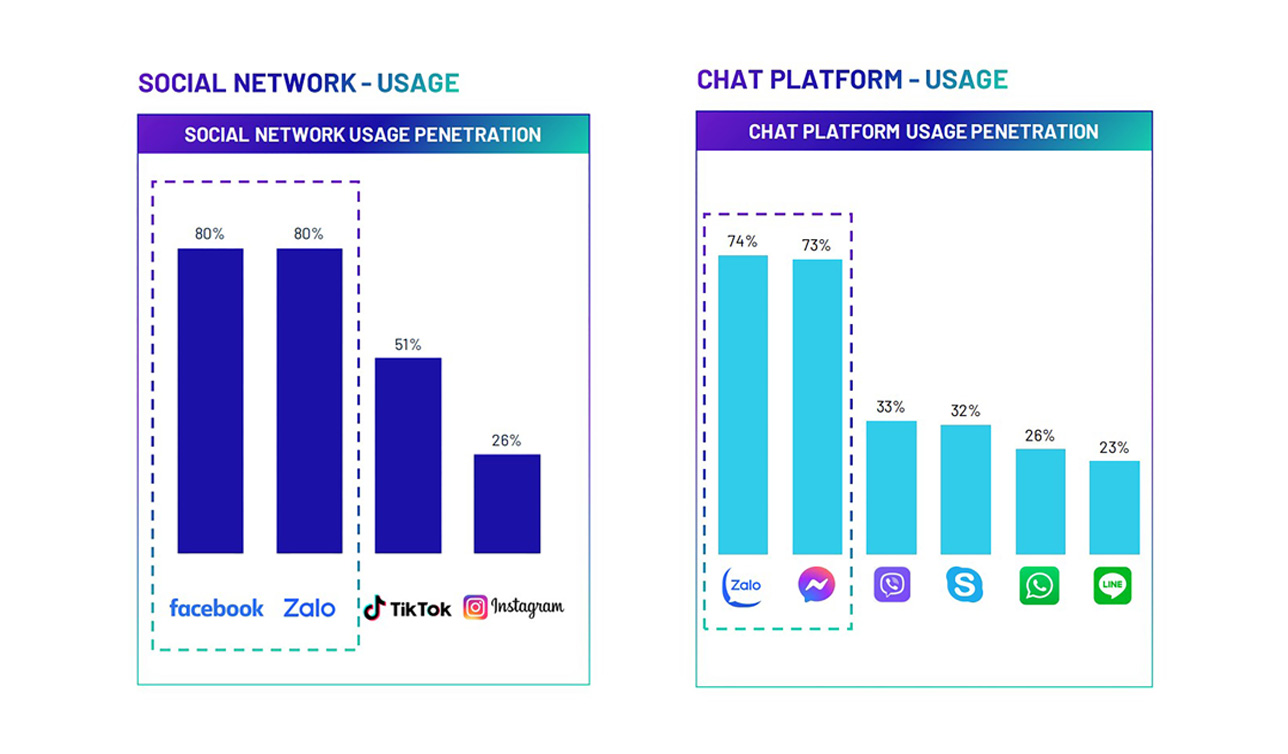 SOCIAL NETWORK - USAGE
SOCIAL NETWORK USAGE PENETRATION
80%
80%
51%
26%
facebook
Zalo
TikTok
Instagram
CHAT PLATFORM - USAGE
CHAT PLATFORM USAGE PENETRATION
74%
73%
33%
32%
26%
23%
Zalo
S
LINE